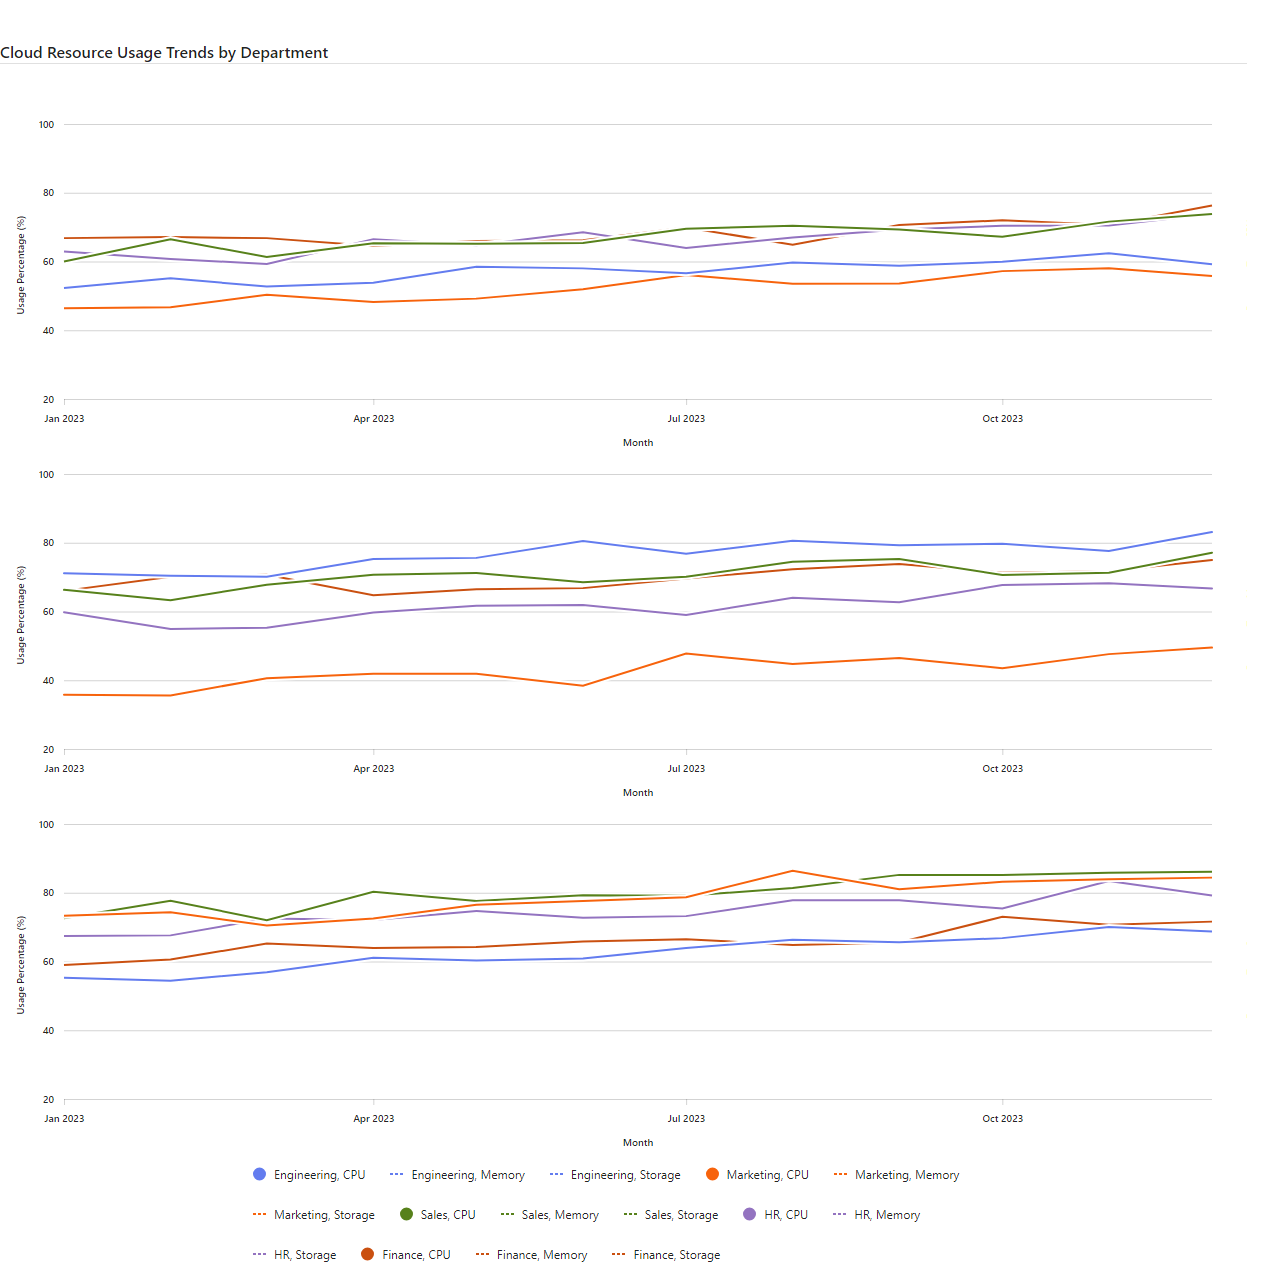 Cloud Resource Usage Trends by Department
100
80
60
40
20
Usage Percentage (%)
Jan 2023 Apr 2023 Jul 2023 Oct 2023
Month
100
80
60
40
20
Usage Percentage (%)
Jan 2023 Apr 2023 Jul 2023 Oct 2023
Month
100
80
60
40
20
Usage Percentage (%)
Jan 2023 Apr 2023 Jul 2023 Oct 2023
Month
Engineering, CPU Engineering, Memory Engineering, Storage Marketing, CPU Marketing, Memory
Marketing, Storage Sales, CPU Sales, Memory Sales, Storage HR, CPU HR, Memory
HR, Storage Finance, CPU Finance, Memory Finance, Storage